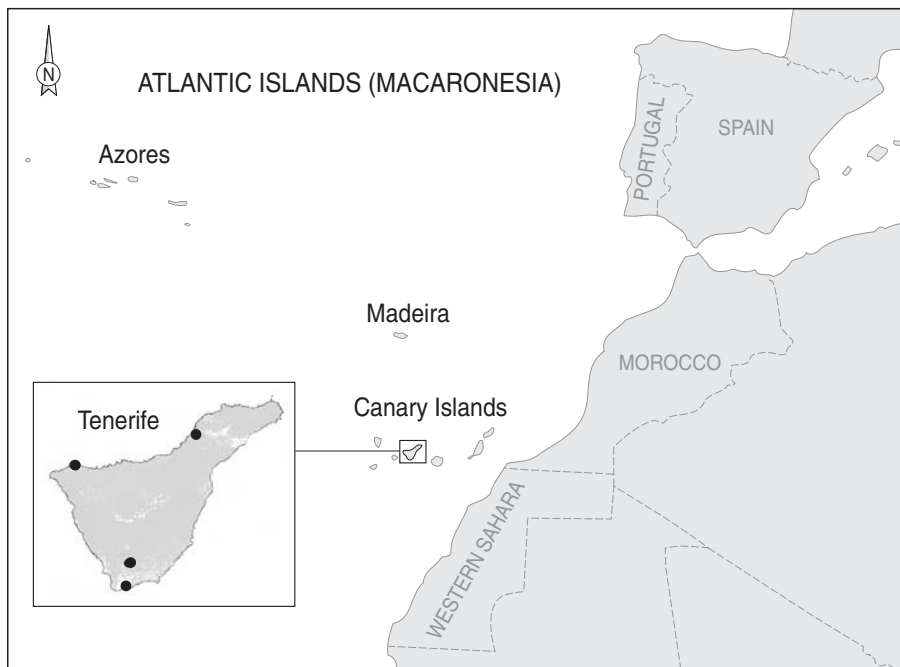 N
ATLANTIC ISLANDS (MACARONESIA)
Azores
PORTUGAL
SPAIN
Madeira
MOROCCO
Canary Islands
Tenerife
WESTERN SAHARA